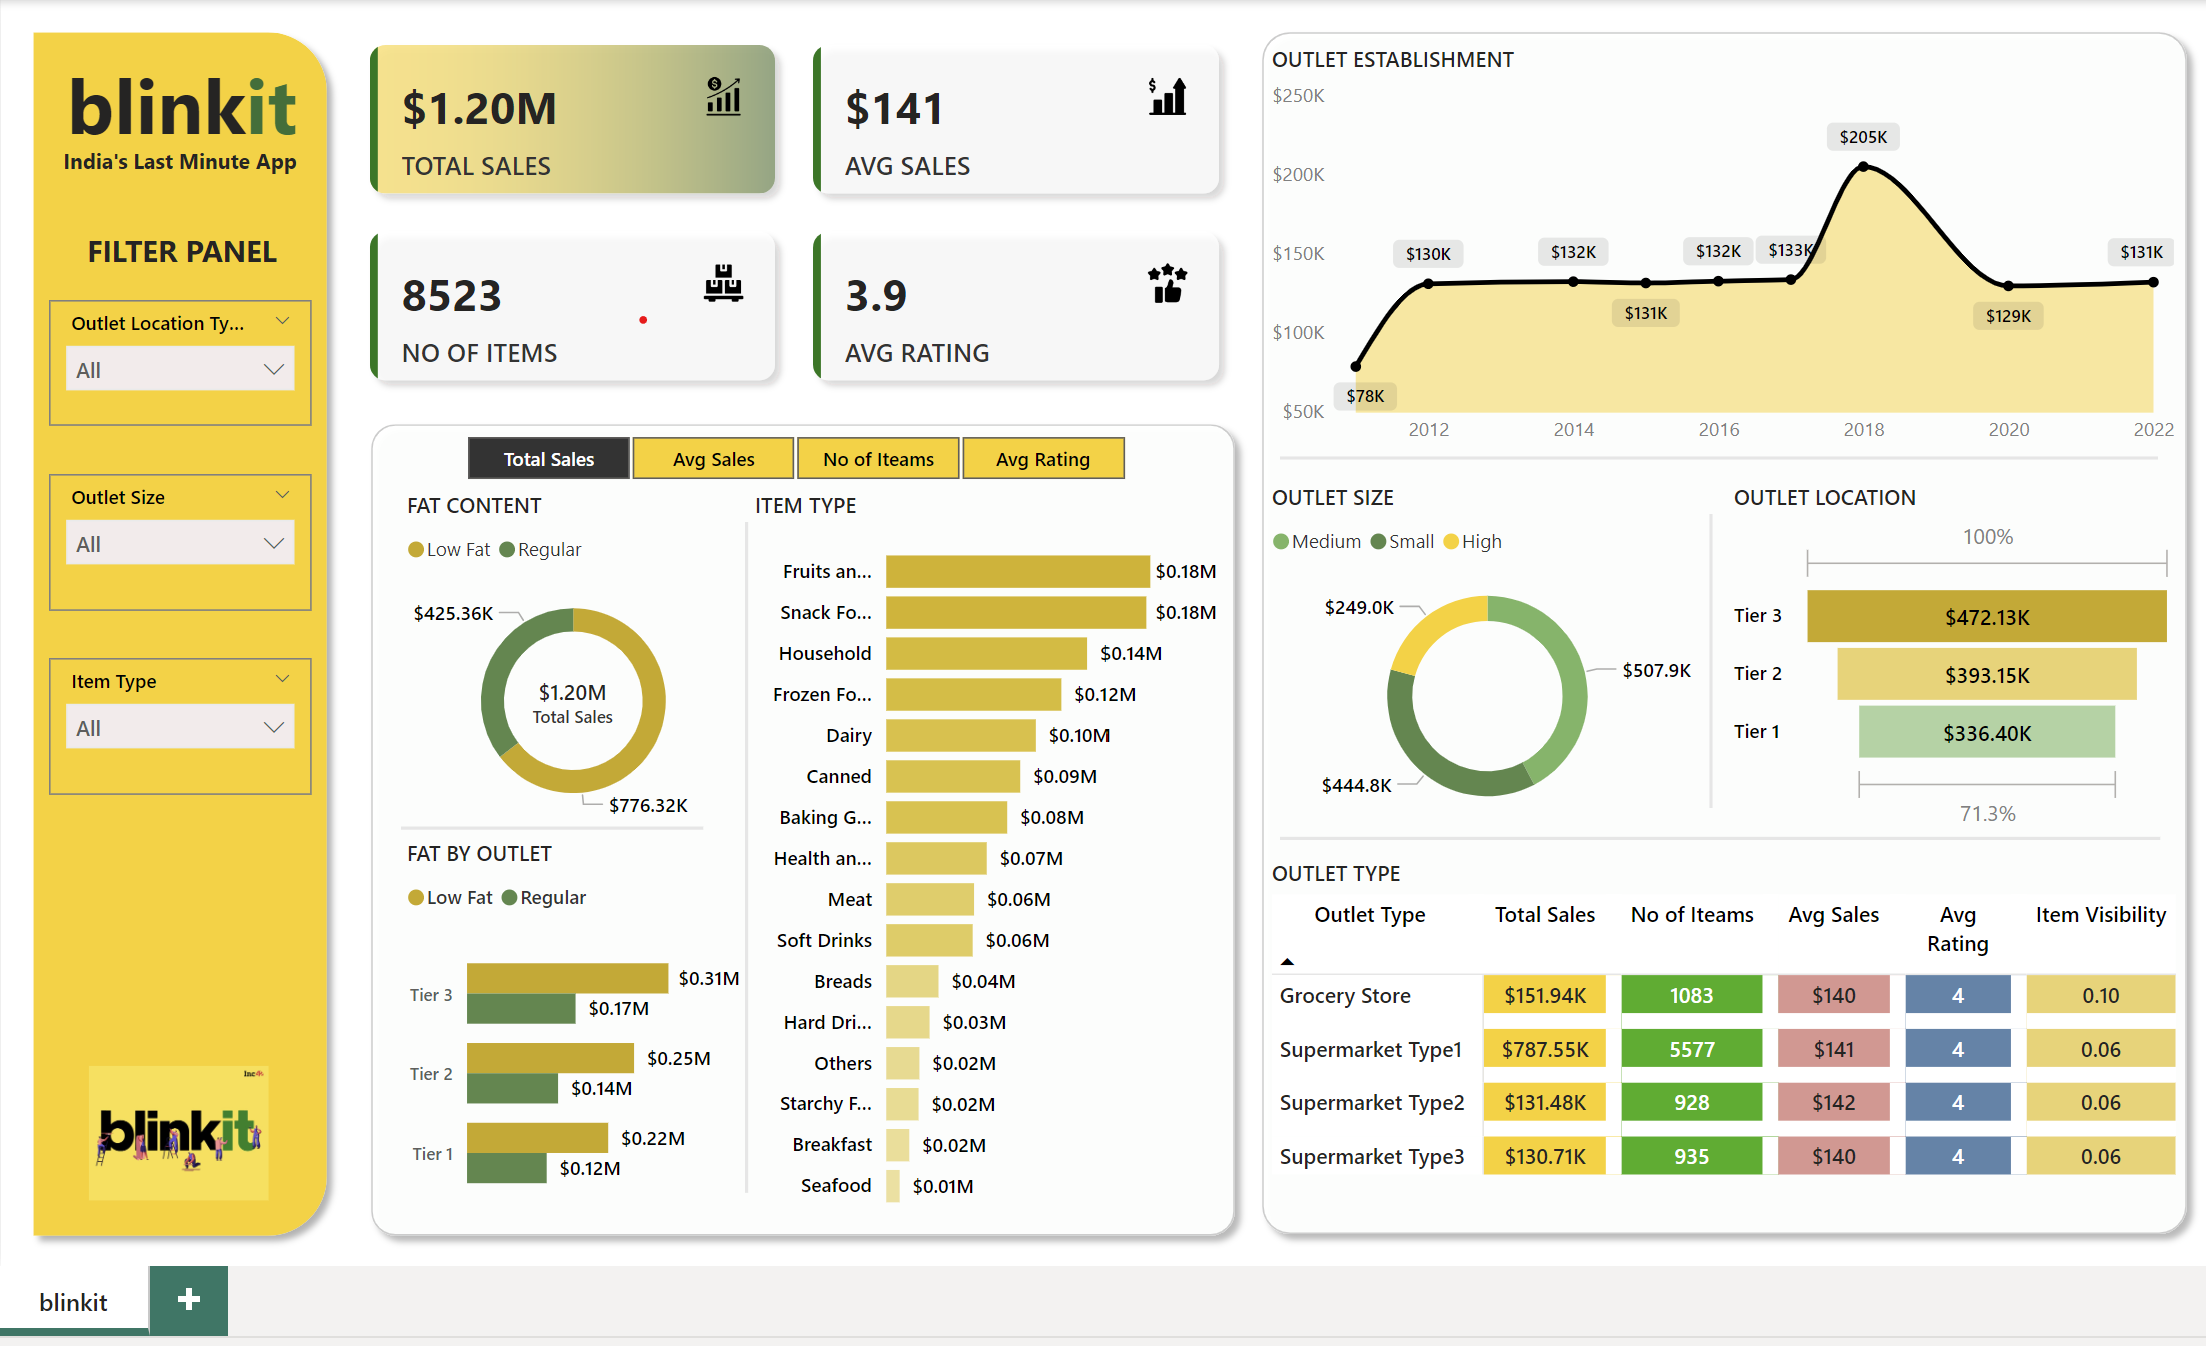 blinkit
India's Last Minute App
FILTER PANEL
Outlet Location Ty...
All
Outlet Size
All
Item Type
All
Inc42
blinkit
$1.20M
TOTAL SALES
$141
AVG SALES
8523
NO OF ITEMS
3.9
AVG RATING
Total Sales
Avg Sales
No of Iteams
Avg Rating
FAT CONTENT
Low Fat
Regular
$425.36K
$1.20M
Total Sales
$776.32K
FAT BY OUTLET
Low Fat
Regular
Tier 3
$0.31M
$0.17M
Tier 2
$0.25M
$0.14M
Tier 1
$0.22M
$0.12M
ITEM TYPE
Fruits an... $0.18M
Snack Fo... $0.18M
Household $0.14M
Frozen Fo... $0.12M
Dairy $0.10M
Canned $0.09M
Baking G... $0.08M
Health an... $0.07M
Meat $0.06M
Soft Drinks $0.06M
Breads $0.04M
Hard Dri... $0.03M
Others $0.02M
Starchy F... $0.02M
Breakfast $0.02M
Seafood $0.01M
OUTLET ESTABLISHMENT
$250K
$200K
$150K
$100K
$50K
$78K
$130K
$132K
$131K
$132K
$133K
$205K
$129K
$131K
2012 2014 2016 2018 2020 2022
OUTLET SIZE
Medium
Small
High
$249.0K
$507.9K
$444.8K
OUTLET LOCATION
100%
Tier 3 $472.13K
Tier 2 $393.15K
Tier 1 $336.40K
71.3%
OUTLET TYPE
Outlet Type Total Sales No of Iteams Avg Sales Avg Rating Item Visibility
Grocery Store $151.94K 1083 $140 4 0.10
Supermarket Type1 $787.55K 5577 $141 4 0.06
Supermarket Type2 $131.48K 928 $142 4 0.06
Supermarket Type3 $130.71K 935 $140 4 0.06
blinkit
+